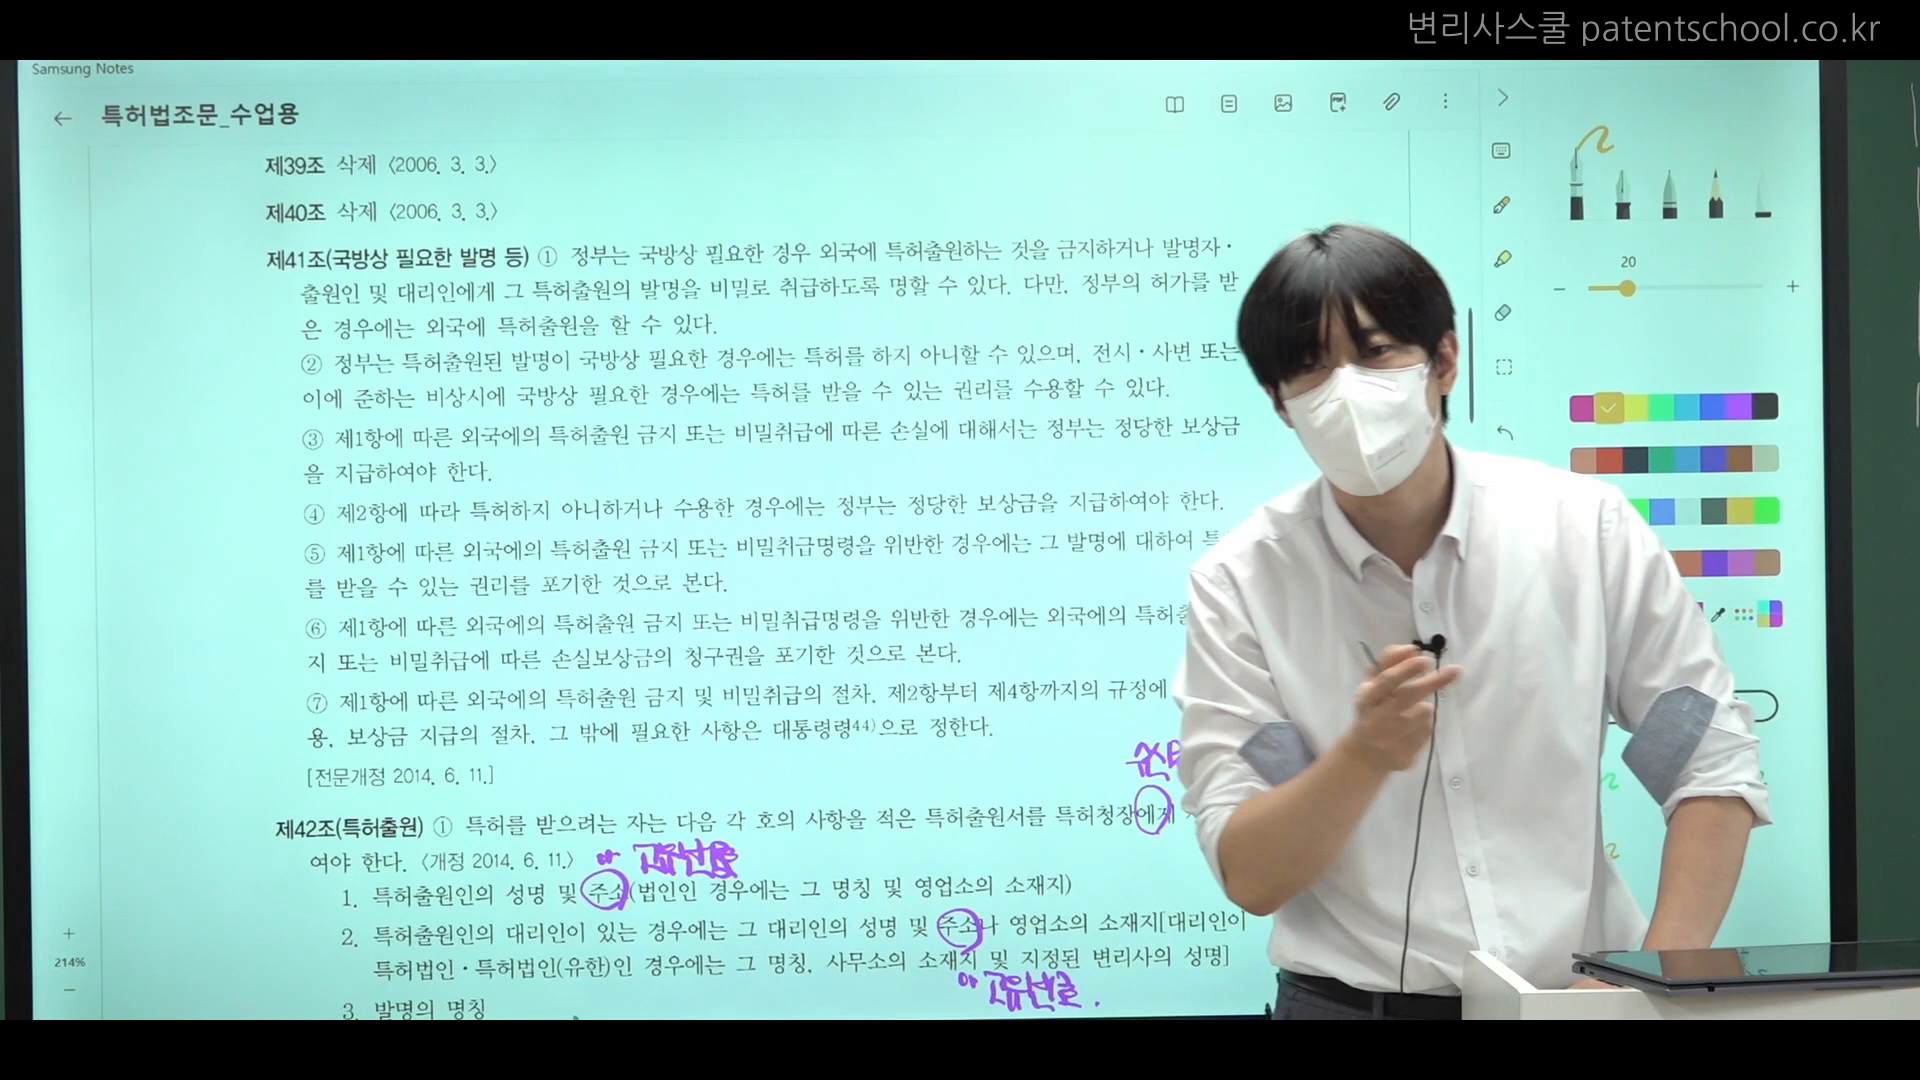 변리사스쿨 patentschool.co.kr
Samsung Notes
특허법조문_수업용
제39조 삭제 〈2006. 3. 3.〉
제40조 삭제 〈2006. 3. 3.〉
제41조(국방상 필요한 발명 등) ① 정부는 국방상 필요한 경우 외국에 특허출원하는 것을 금지하거나 발명자·
출원인 및 대리인에게 그 특허출원의 발명을 비밀로 취급하도록 명할 수 있다. 다만, 정부의 허가를 받
은 경우에는 외국에 특허출원을 할 수 있다.
② 정부는 특허출원된 발명이 국방상 필요한 경우에는 특허를 하지 아니할 수 있으며, 전시·사변 또는
이에 준하는 비상시에 국방상 필요한 경우에는 특허를 받을 수 있는 권리를 수용할 수 있다.
③ 제1항에 따른 외국에의 특허출원 금지 또는 비밀취급에 따른 손실에 대해서는 정부는 정당한 보상금
을 지급하여야 한다.
④ 제2항에 따라 특허하지 아니하거나 수용한 경우에는 정부는 정당한 보상금을 지급하여야 한다.
⑤ 제1항에 따른 외국에의 특허출원 금지 또는 비밀취급명령을 위반한 경우에는 그 발명에 대하여
를 받을 수 있는 권리를 포기한 것으로 본다.
⑥ 제1항에 따른 외국에의 특허출원 금지 또는 비밀취급명령을 위반한 경우에는 외국에의 특허
지 또는 비밀취급에 따른 손실보상금의 청구권을 포기한 것으로 본다.
⑦ 제1항에 따른 외국에의 특허출원 금지 및 비밀취급의 절차, 제2항부터 제4항까지의 규정에
용, 보상금 지급의 절차, 그 밖에 필요한 사항은 대통령령44)으로 정한다.
[전문개정 2014. 6. 11.]
제42조(특허출원) ① 특허를 받으려는 자는 다음 각 호의 사항을 적은 특허출원서를 특허청장에게
여야 한다. 〈개정 2014. 6. 11.〉 고유번호
1. 특허출원인의 성명 및 주소(법인인 경우에는 그 명칭 및 영업소의 소재지)
2. 특허출원인의 대리인이 있는 경우에는 그 대리인의 성명 및 주소나 영업소의 소재지[대리인이
특허법인·특허법인(유한)인 경우에는 그 명칭, 사무소의 소재지 및 지정된 변리사의 성명]
고유번호.
3. 발명의 명칭
20
214%